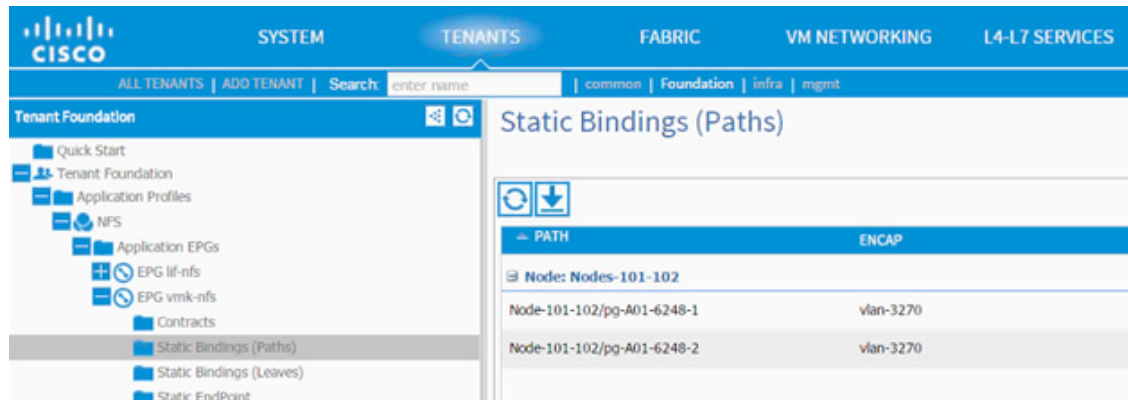 CISCO SYSTEM TENANTS FABRIC VM NETWORKING L4-L7 SERVICES
ALL TENANTS | ADD TENANT | Search: enter name | common | Foundation | infra | mgmt
Tenant Foundation
Static Bindings (Paths)
Quick Start
Tenant Foundation
Application Profiles
NFS
Application EPGs
EPG lif-nfs
EPG vmk-nfs
Contracts
Static Bindings (Paths)
Static Bindings (Leaves)
Static EndPoint
PATH ENCAP
Node: Nodes-101-102
Node-101-102/pg-A01-6248-1 vlan-3270
Node-101-102/pg-A01-6248-2 vlan-3270